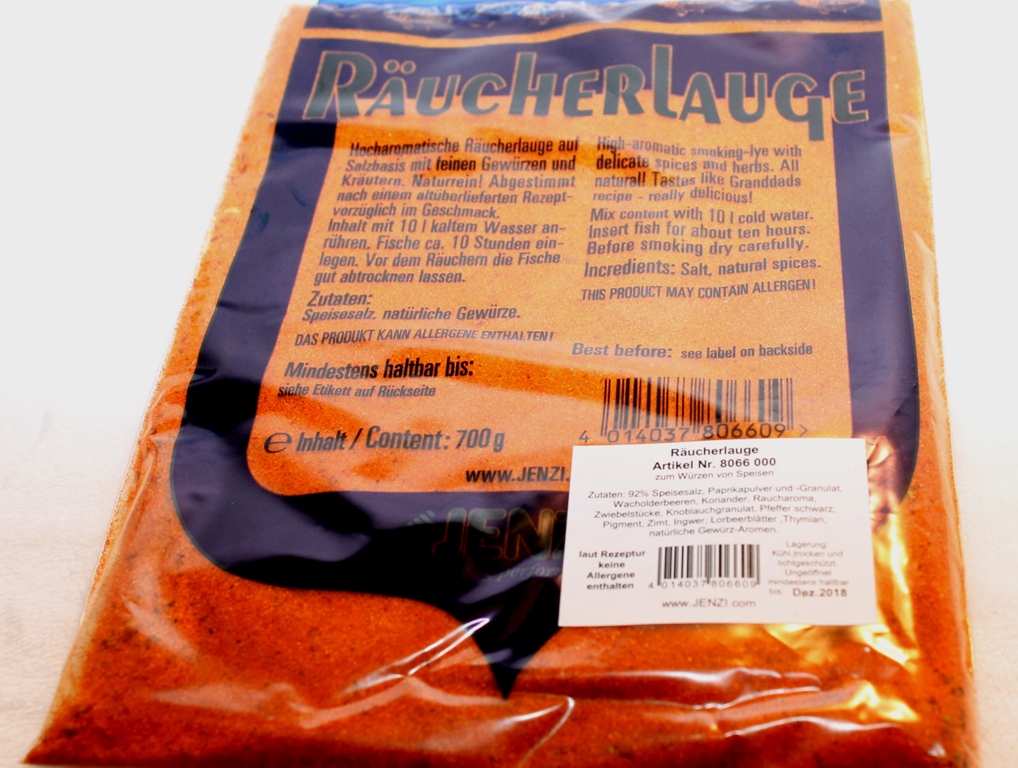 RÄUCHERLAUGE
Hocharomatische Räucherlauge auf
Salzbasis mit feinen Gewürzen und
Kräutern. Naturrein! Abgestimmt
nach einem altüberlieferten Rezept-
vorzüglich im Geschmack.
Inhalt mit 10 l kaltem Wasser an-
rühren. Fische ca. 10 Stunden ein-
legen. Vor dem Räuchern die Fische
gut abtrocknen lassen.
Zutaten:
Speisesalz, natürliche Gewürze.
DAS PRODUKT KANN ALLERGENE ENTHALTEN!
Mindestens haltbar bis:
siehe Etikett auf Rückseite
e Inhalt / Content: 700 g
High-aromatic smoking-lye with
delicate spices and herbs. All
natural! Tastes like Granddads
recipe - really delicious!
Mix content with 10 l cold water.
Insert fish for about ten hours.
Before smoking dry carefully.
Incredients: Salt, natural spices.
THIS PRODUCT MAY CONTAIN ALLERGEN!
Best before: see label on backside
4 014037 806609 >
www.JENZI.
JENZ
Räucherlauge
Artikel Nr. 8066 000
zum Würzen von Speisen
Zutaten: 92% Speisesalz, Paprikapulver und -Granulat,
Wacholderbeeren, Koriander, Raucharoma,
Zwiebelstücke, Knoblauchgranulat, Pfeffer schwarz,
Pigment, Zimt, Ingwer, Lorbeerblätter ,Thymian,
natürliche Gewürz-Aromen.
laut Rezeptur
keine
Allergene
enthalten
4 014037 806609
Lagerung:
Kühl,trocken und
lichtgeschützt.
Ungeöffnet
mindestens haltbar
bis: Dez.2018
www.JENZI.com